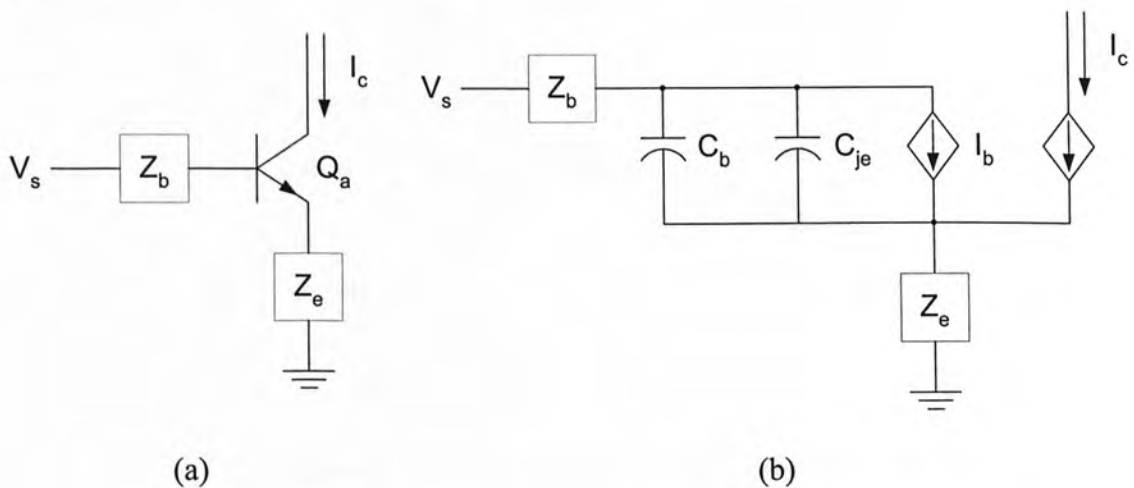 V_s
Z_b
Q_a
I_c
Z_e
(a)
V_s
Z_b
C_b
C_je
I_b
I_c
Z_e
(b)